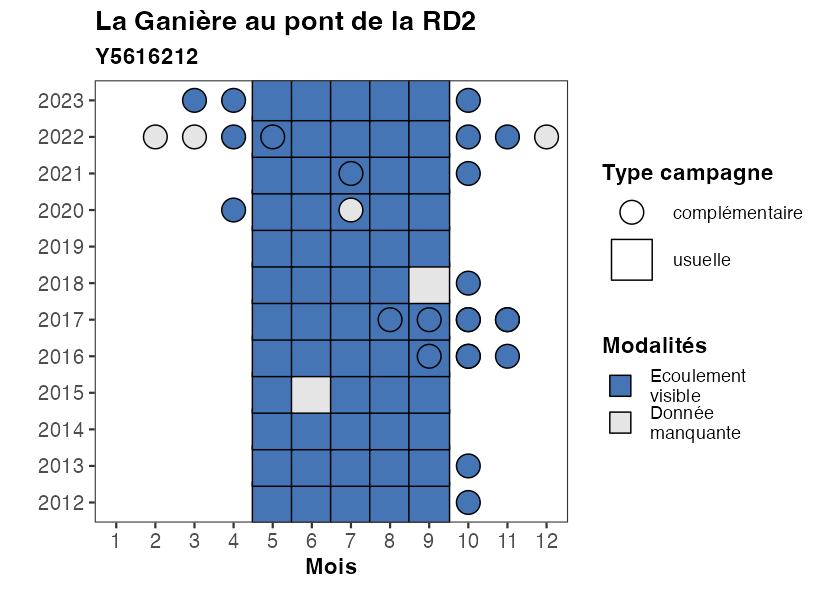 La Ganière au pont de la RD2
Y5616212
2023
2022
2021
2020
2019
2018
2017
2016
2015
2014
2013
2012
1 2 3 4 5 6 7 8 9 10 11 12
Mois
Type campagne
complémentaire
usuelle
Modalités
Ecoulement
visible
Donnée
manquante